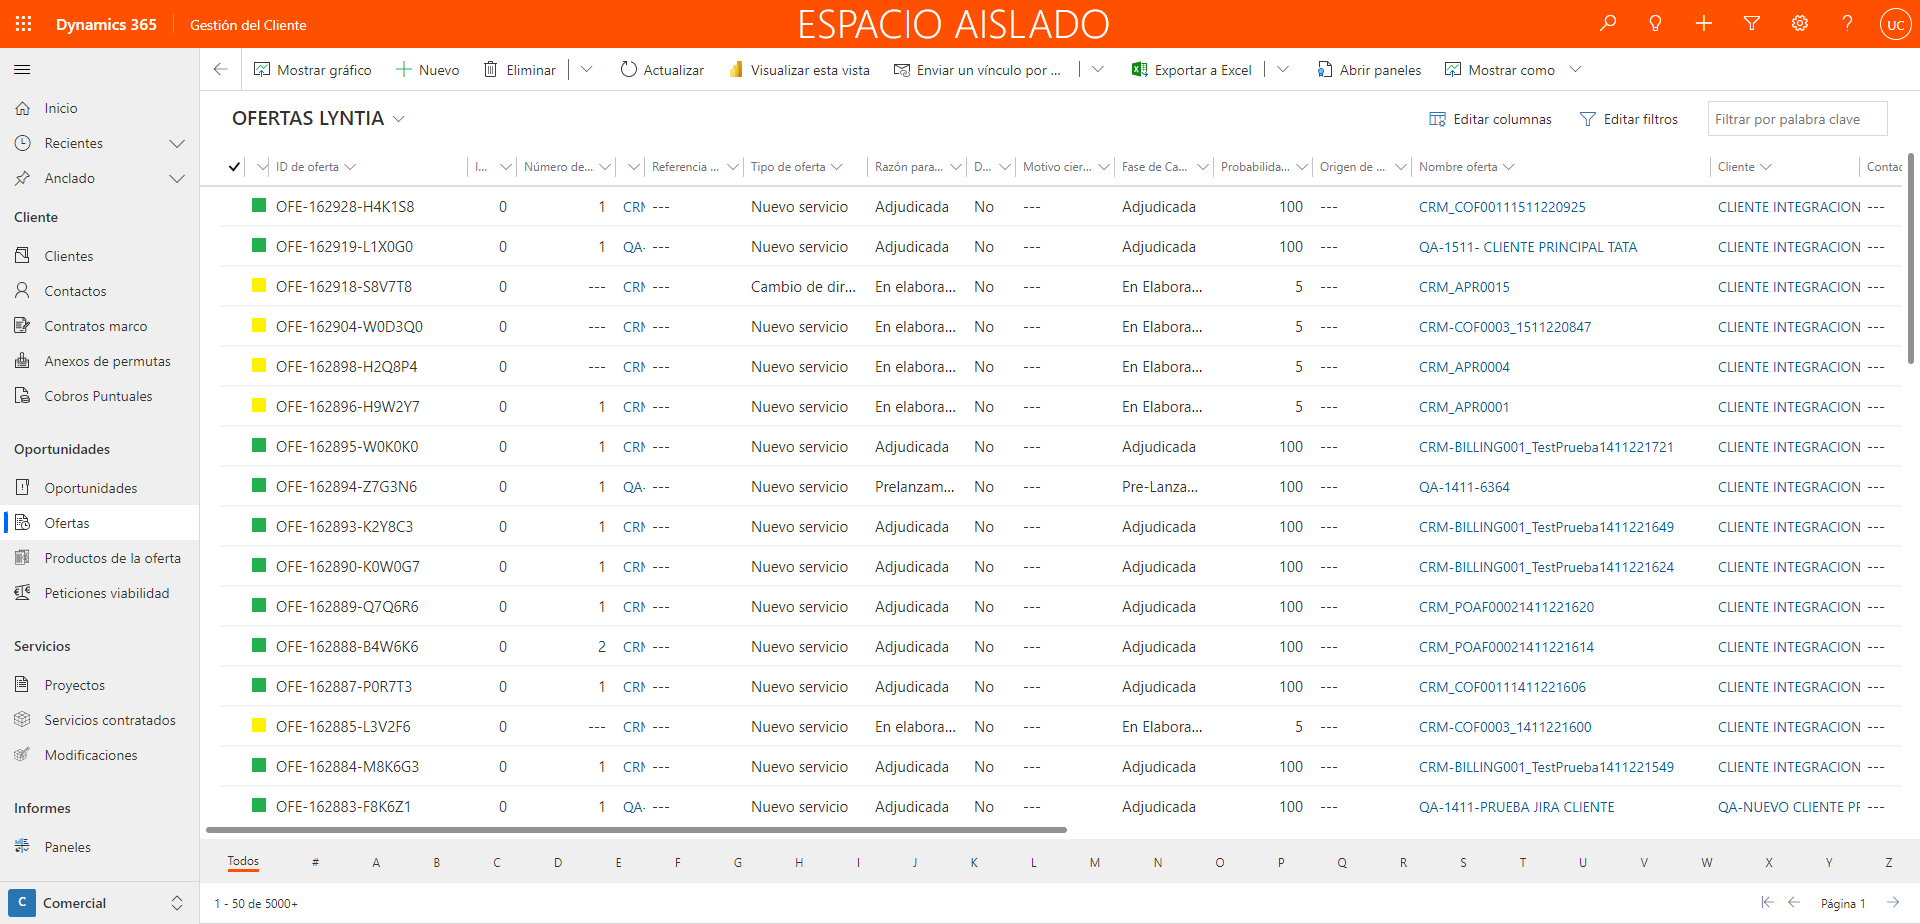 Dynamics 365 Gestión del Cliente ESPACIO AISLADO UC
Mostrar gráfico Nuevo Eliminar Actualizar Visualizar esta vista Enviar un vínculo por ... Exportar a Excel Abrir paneles Mostrar como
Inicio
Recientes
Anclado
Cliente
Clientes
Contactos
Contratos marco
Anexos de permutas
Cobros Puntuales
Oportunidades
Oportunidades
Ofertas
Productos de la oferta
Peticiones viabilidad
Servicios
Proyectos
Servicios contratados
Modificaciones
Informes
Paneles
C Comercial
OFERTAS LYNTIA Editar columnas Editar filtros Filtrar por palabra clave
ID de oferta I... Número de... Referencia ... Tipo de oferta Razón para... D... Motivo cierr... Fase de Ca... Probabilida... Origen de ... Nombre oferta Cliente Contac
OFE-162928-H4K1S8 0 1 CRM --- Nuevo servicio Adjudicada No --- Adjudicada 100 --- CRM_COF00111511220925 CLIENTE INTEGRACION ---
OFE-162919-L1X0G0 0 1 QA- --- Nuevo servicio Adjudicada No --- Adjudicada 100 --- QA-1511- CLIENTE PRINCIPAL TATA CLIENTE INTEGRACION ---
OFE-162918-S8V7T8 0 --- CRM --- Cambio de dir... En elabora... No --- En Elabora... 5 --- CRM_APR0015 CLIENTE INTEGRACION ---
OFE-162904-W0D3Q0 0 --- CRM --- Nuevo servicio En elabora... No --- En Elabora... 5 --- CRM-COF0003_1511220847 CLIENTE INTEGRACION ---
OFE-162898-H2Q8P4 0 --- CRM --- Nuevo servicio En elabora... No --- En Elabora... 5 --- CRM_APR0004 CLIENTE INTEGRACION ---
OFE-162896-H9W2Y7 0 1 CRM --- Nuevo servicio En elabora... No --- En Elabora... 5 --- CRM_APR0001 CLIENTE INTEGRACION ---
OFE-162895-W0K0K0 0 1 CRM --- Nuevo servicio Adjudicada No --- Adjudicada 100 --- CRM-BILLING001_TestPrueba1411221721 CLIENTE INTEGRACION ---
OFE-162894-Z7G3N6 0 1 QA- --- Nuevo servicio Prelanzam... No --- Pre-Lanza... 100 --- QA-1411-6364 CLIENTE INTEGRACION ---
OFE-162893-K2Y8C3 0 1 CRM --- Nuevo servicio Adjudicada No --- Adjudicada 100 --- CRM-BILLING001_TestPrueba1411221649 CLIENTE INTEGRACION ---
OFE-162890-K0W0G7 0 1 CRM --- Nuevo servicio Adjudicada No --- Adjudicada 100 --- CRM-BILLING001_TestPrueba1411221624 CLIENTE INTEGRACION ---
OFE-162889-Q7Q6R6 0 1 CRM --- Nuevo servicio Adjudicada No --- Adjudicada 100 --- CRM_POAF00021411221620 CLIENTE INTEGRACION ---
OFE-162888-B4W6K6 0 2 CRM --- Nuevo servicio Adjudicada No --- Adjudicada 100 --- CRM_POAF00021411221614 CLIENTE INTEGRACION ---
OFE-162887-P0R7T3 0 1 CRM --- Nuevo servicio Adjudicada No --- Adjudicada 100 --- CRM_COF00111411221606 CLIENTE INTEGRACION ---
OFE-162885-L3V2F6 0 --- CRM --- Nuevo servicio En elabora... No --- En Elabora... 5 --- CRM-COF0003_1411221600 CLIENTE INTEGRACION ---
OFE-162884-M8K6G3 0 1 CRM --- Nuevo servicio Adjudicada No --- Adjudicada 100 --- CRM-BILLING001_TestPrueba1411221549 CLIENTE INTEGRACION ---
OFE-162883-F8K6Z1 0 1 QA- --- Nuevo servicio Adjudicada No --- Adjudicada 100 --- QA-1411-PRUEBA JIRA CLIENTE QA-NUEVO CLIENTE PF ---
Todos # A B C D E F G H I J K L M N O P Q R S T U V W X Y Z
1 - 50 de 5000+ Página 1